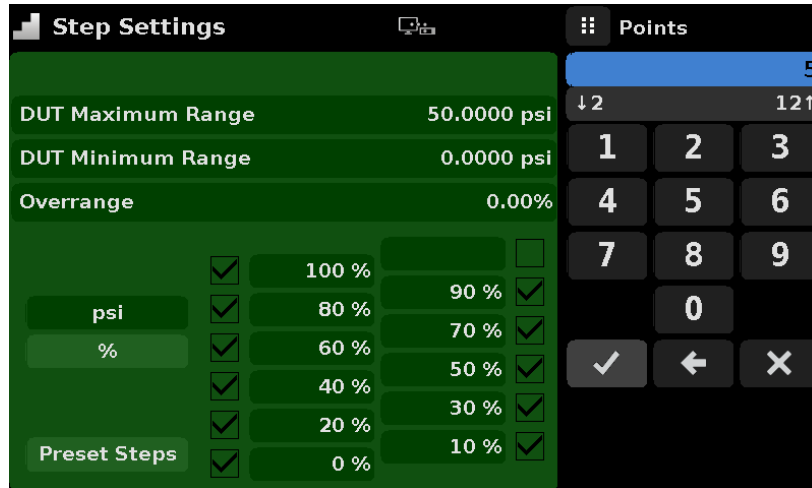 Step Settings
Points
5
↓2 12↑
DUT Maximum Range 50.0000 psi
DUT Minimum Range 0.0000 psi
Overrange 0.00%
1 2 3
4 5 6
7 8 9
0
100 %
90 %
psi
80 %
70 %
%
60 %
50 %
40 %
30 %
20 %
10 %
Preset Steps
0 %